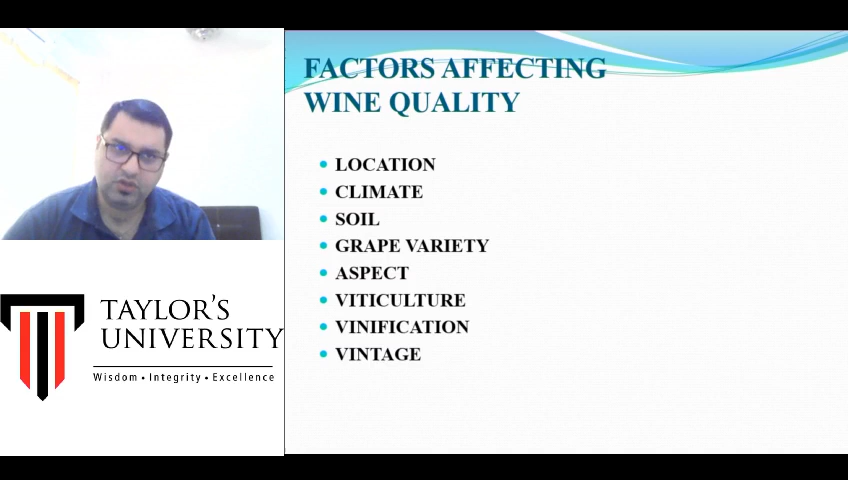 FACTORS AFFECTING
WINE QUALITY
• LOCATION
• CLIMATE
• SOIL
• GRAPE VARIETY
• ASPECT
• VITICULTURE
• VINIFICATION
• VINTAGE
TAYLOR'S
UNIVERSITY
Wisdom • Integrity • Excellence